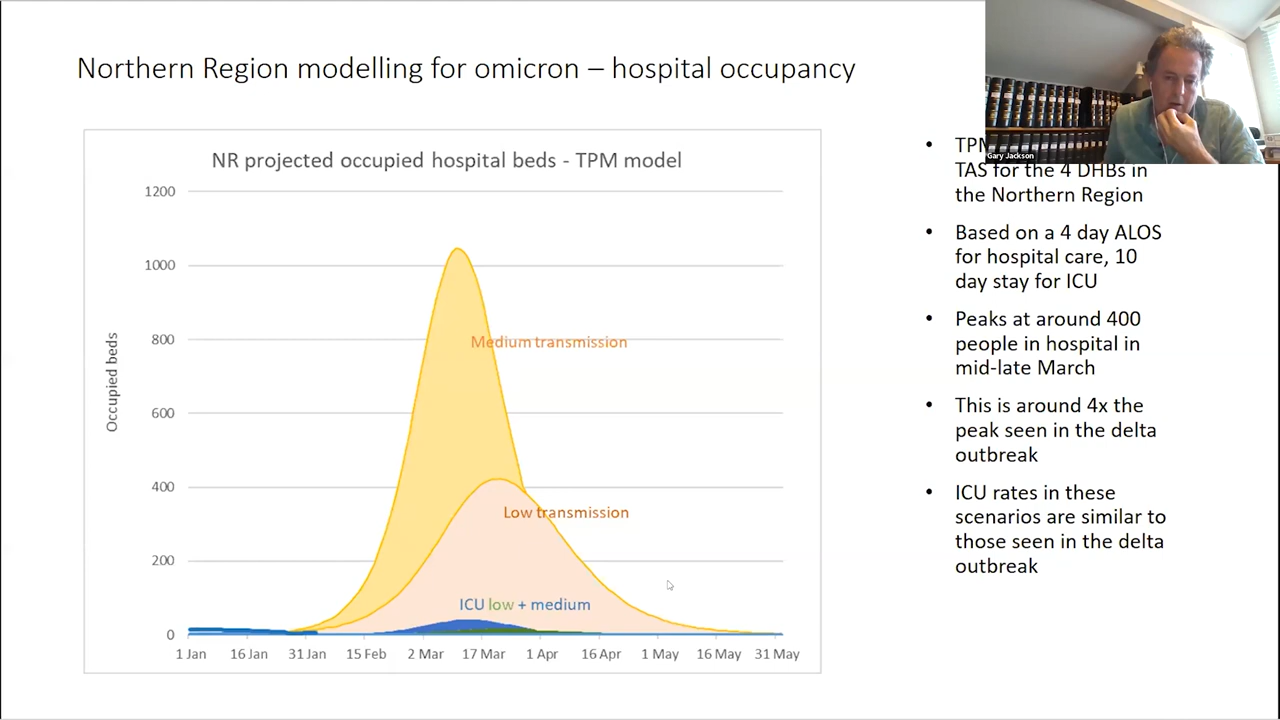 Northern Region modelling for omicron – hospital occupancy
Gary Jackson
NR projected occupied hospital beds - TPM model
1200
1000
800
600
400
200
0
Occupied beds
Medium transmission
Low transmission
ICU low + medium
1 Jan 16 Jan 31 Jan 15 Feb 2 Mar 17 Mar 1 Apr 16 Apr 1 May 16 May 31 May
• TPM
TAS for the 4 DHBs in
the Northern Region
• Based on a 4 day ALOS
for hospital care, 10
day stay for ICU
• Peaks at around 400
people in hospital in
mid-late March
• This is around 4x the
peak seen in the delta
outbreak
• ICU rates in these
scenarios are similar to
those seen in the delta
outbreak